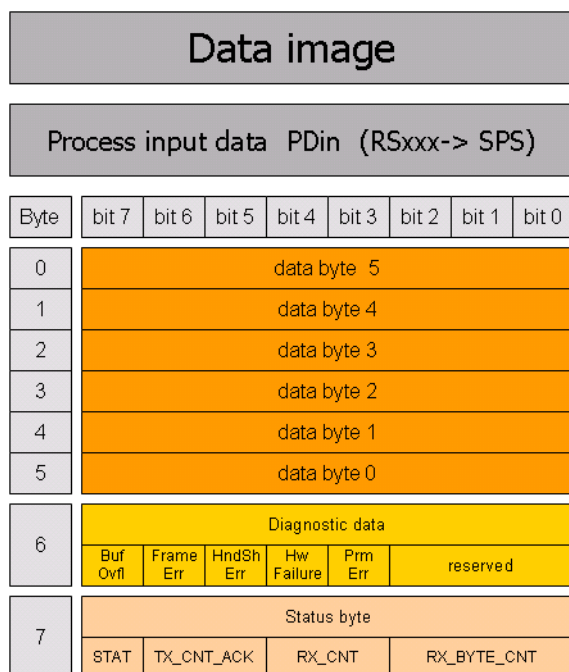 Data image
Process input data PDin (RSxxx-> SPS)
Byte bit 7 bit 6 bit 5 bit 4 bit 3 bit 2 bit 1 bit 0
0 data byte 5
1 data byte 4
2 data byte 3
3 data byte 2
4 data byte 1
5 data byte 0
6 Diagnostic data
Buf Ovfl Frame Err HndSh Err Hw Failure Prm Err reserved
7 Status byte
STAT TX_CNT_ACK RX_CNT RX_BYTE_CNT